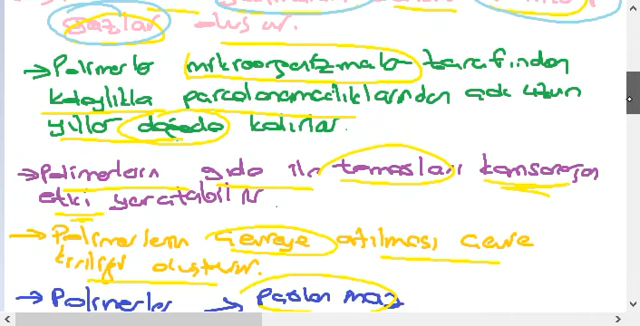 gazlar oluşur.
→ Polimerler mikroorganizmalar tarafından
kolaylıkla parçalanamadıklarından çok uzun
yıllar doğada kalırlar.
→ Polimerlerin gıda ile temasları kanserojen
etki yaratabilir.
→ Polimerlerin çevreye atılması çevre
kirliliği oluşturur.
→ Polimerler → Paslanmaz